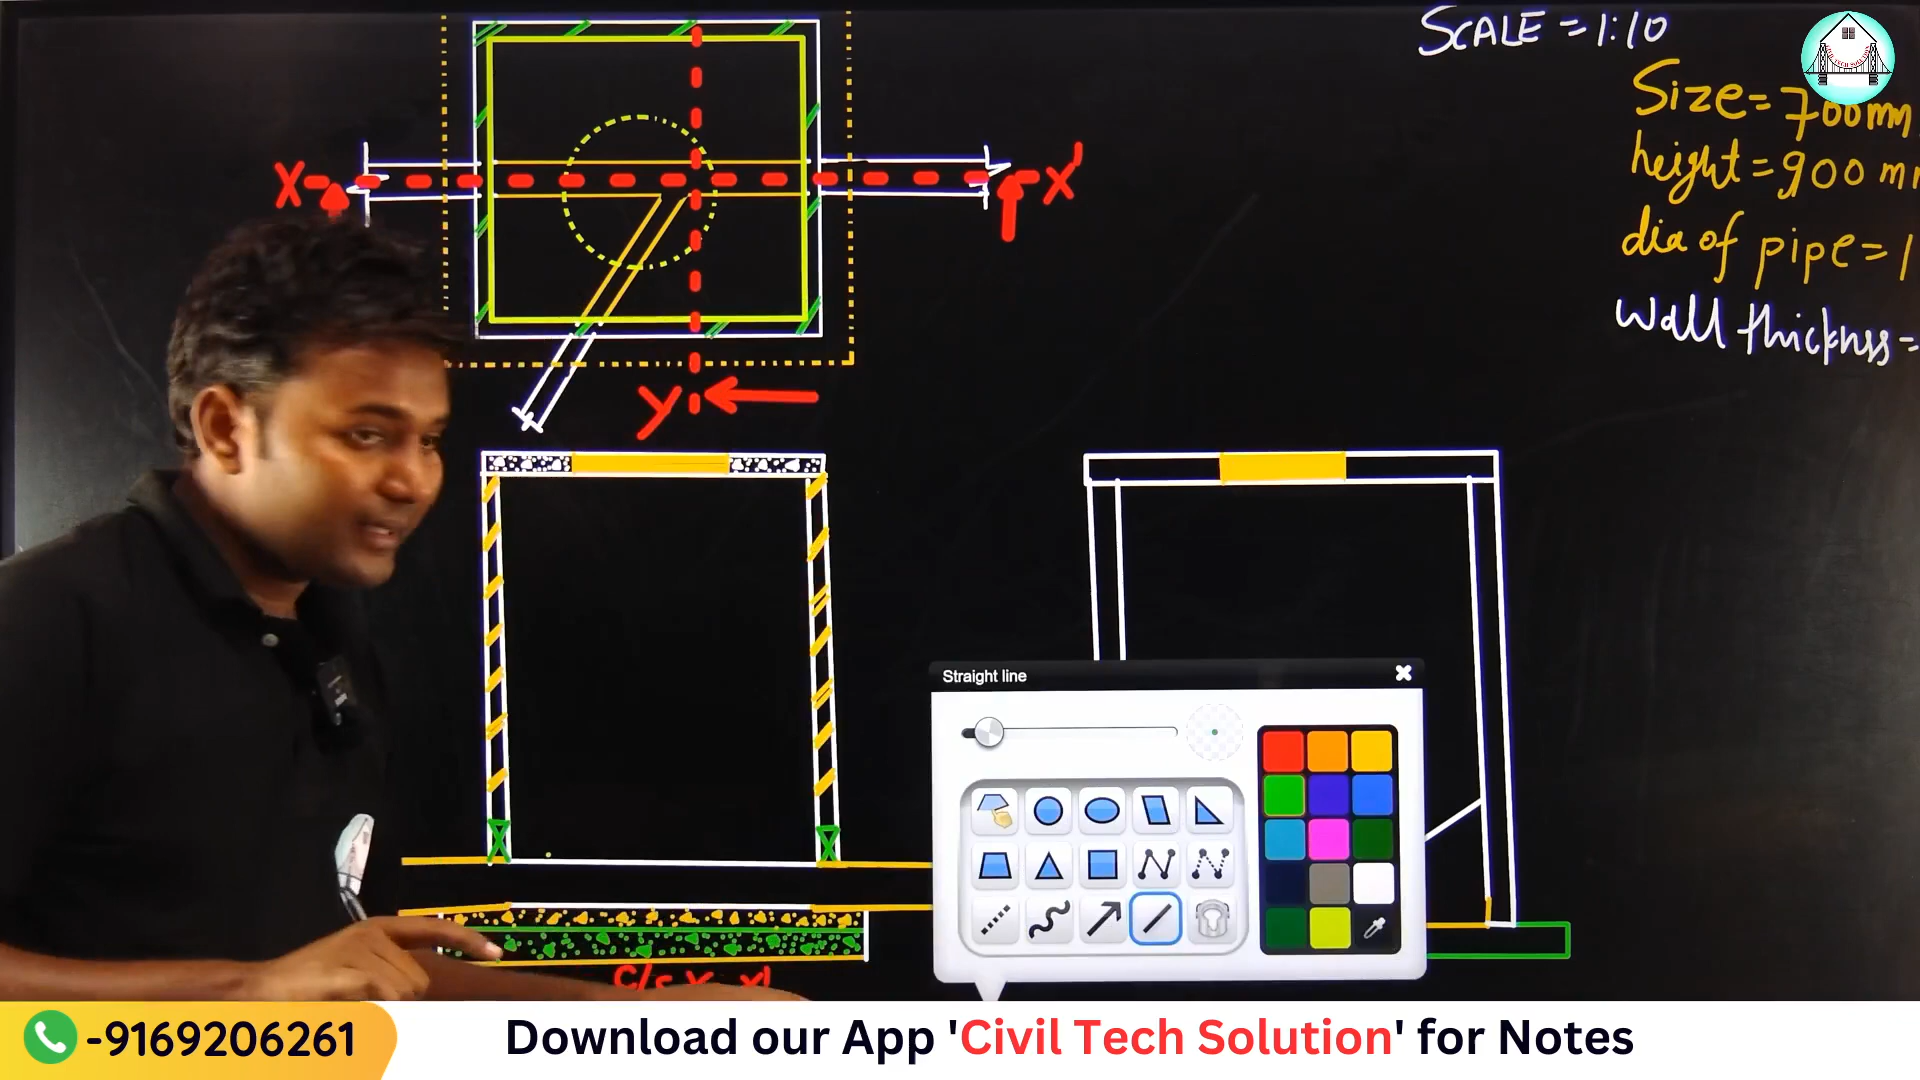 SCALE = 1:10
Size = 700mm
height = 900 m
dia of pipe = 1
Wall thicknss =
X
X'
Y
C/S X - X'
Straight line
-9169206261
Download our App 'Civil Tech Solution' for Notes